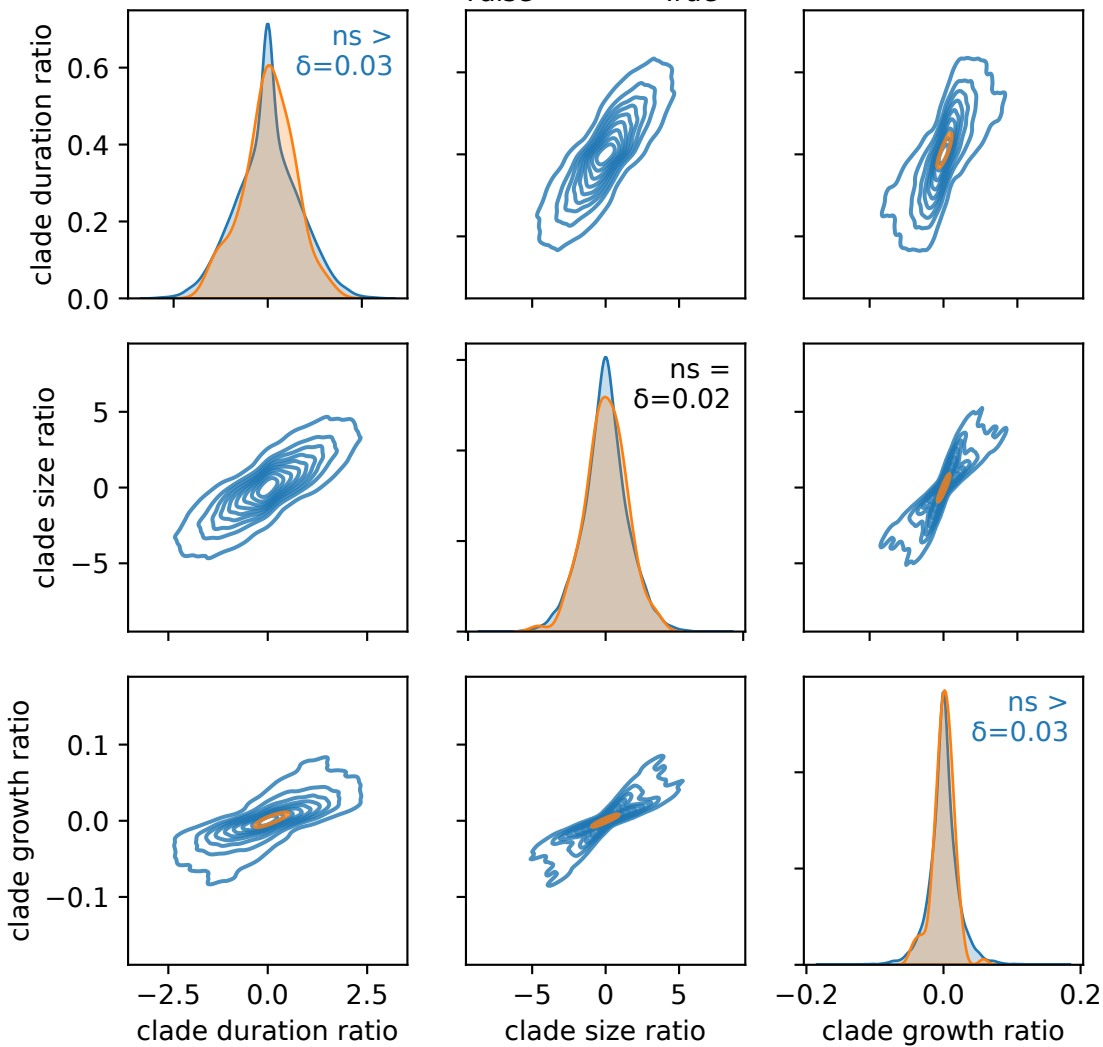 clade duration ratio
0.6
0.4
0.2
0.0
ns >
δ=0.03
clade size ratio
5
0
−5
ns =
δ=0.02
clade growth ratio
0.1
0.0
−0.1
ns >
δ=0.03
−2.5 0.0 2.5
−5 0 5
−0.2 0.0 0.2
clade duration ratio
clade size ratio
clade growth ratio